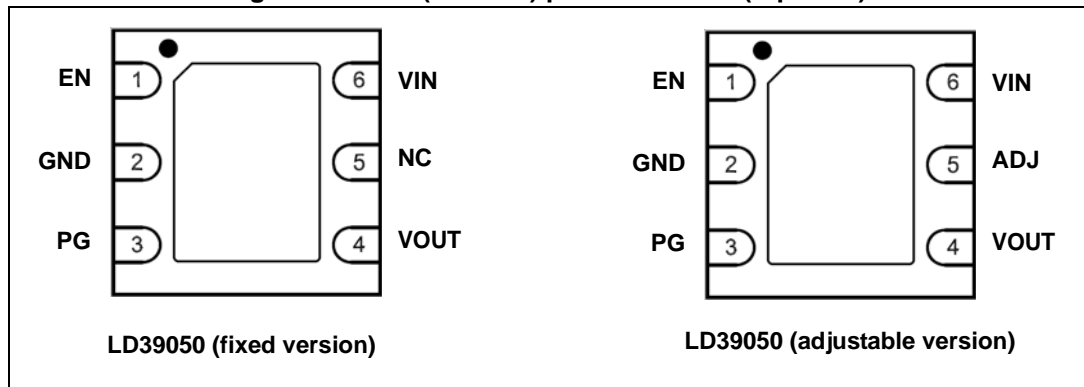 EN 1 6 VIN
GND 2 5 NC
PG 3 4 VOUT
LD39050 (fixed version)
EN 1 6 VIN
GND 2 5 ADJ
PG 3 4 VOUT
LD39050 (adjustable version)